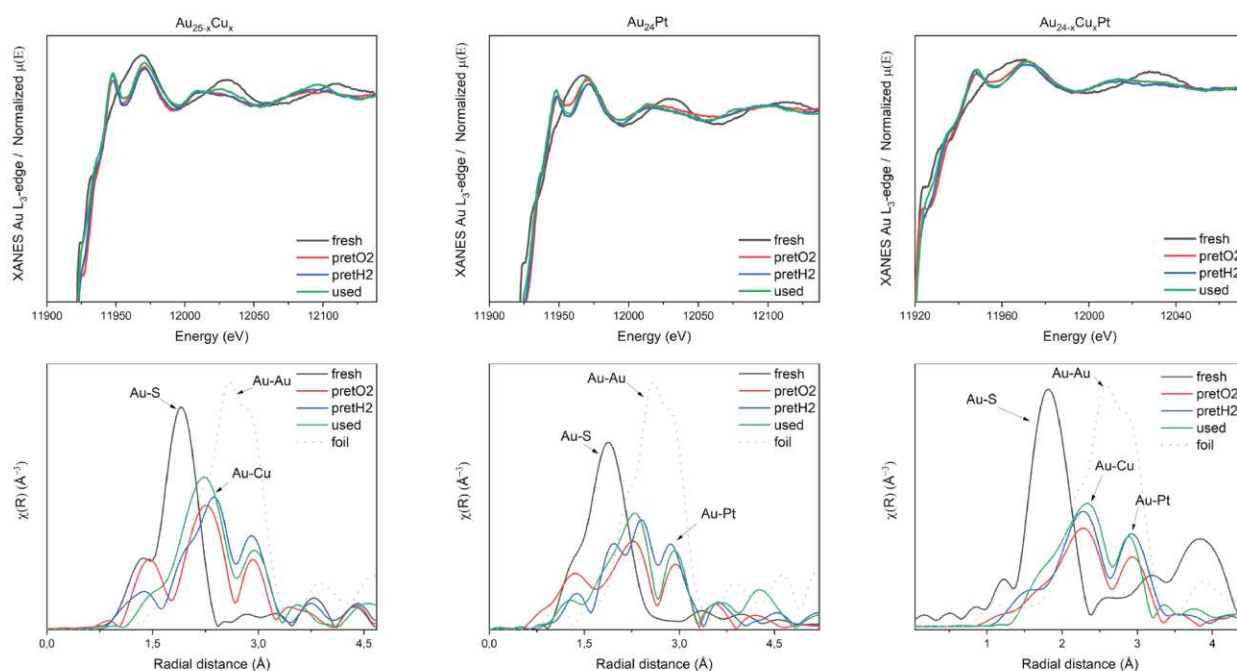 Au25-xCux
XANES Au L3-edge / Normalized μ(E)
fresh
pretO2
pretH2
used
11900 11950 12000 12050 12100
Energy (eV)
Au24Pt
XANES Au L3-edge / Normalized μ(E)
fresh
pretO2
pretH2
used
11900 11950 12000 12050 12100
Energy (eV)
Au24-xCuxPt
XANES Au L3-edge / Normalized μ(E)
fresh
pretO2
pretH2
used
11920 11960 12000 12040
Energy (eV)
χ(R) (Å⁻³)
Au-S
Au-Au
Au-Cu
fresh
pretO2
pretH2
used
foil
0,0 1,5 3,0 4,5
Radial distance (Å)
χ(R) (Å⁻³)
Au-Au
Au-S
Au-Pt
fresh
pretO2
pretH2
used
foil
0,0 1,5 3,0 4,5
Radial distance (Å)
χ(R) (Å⁻³)
Au-S
Au-Au
Au-Cu
Au-Pt
fresh
pretO2
pretH2
used
foil
1 2 3 4
Radial distance (Å)